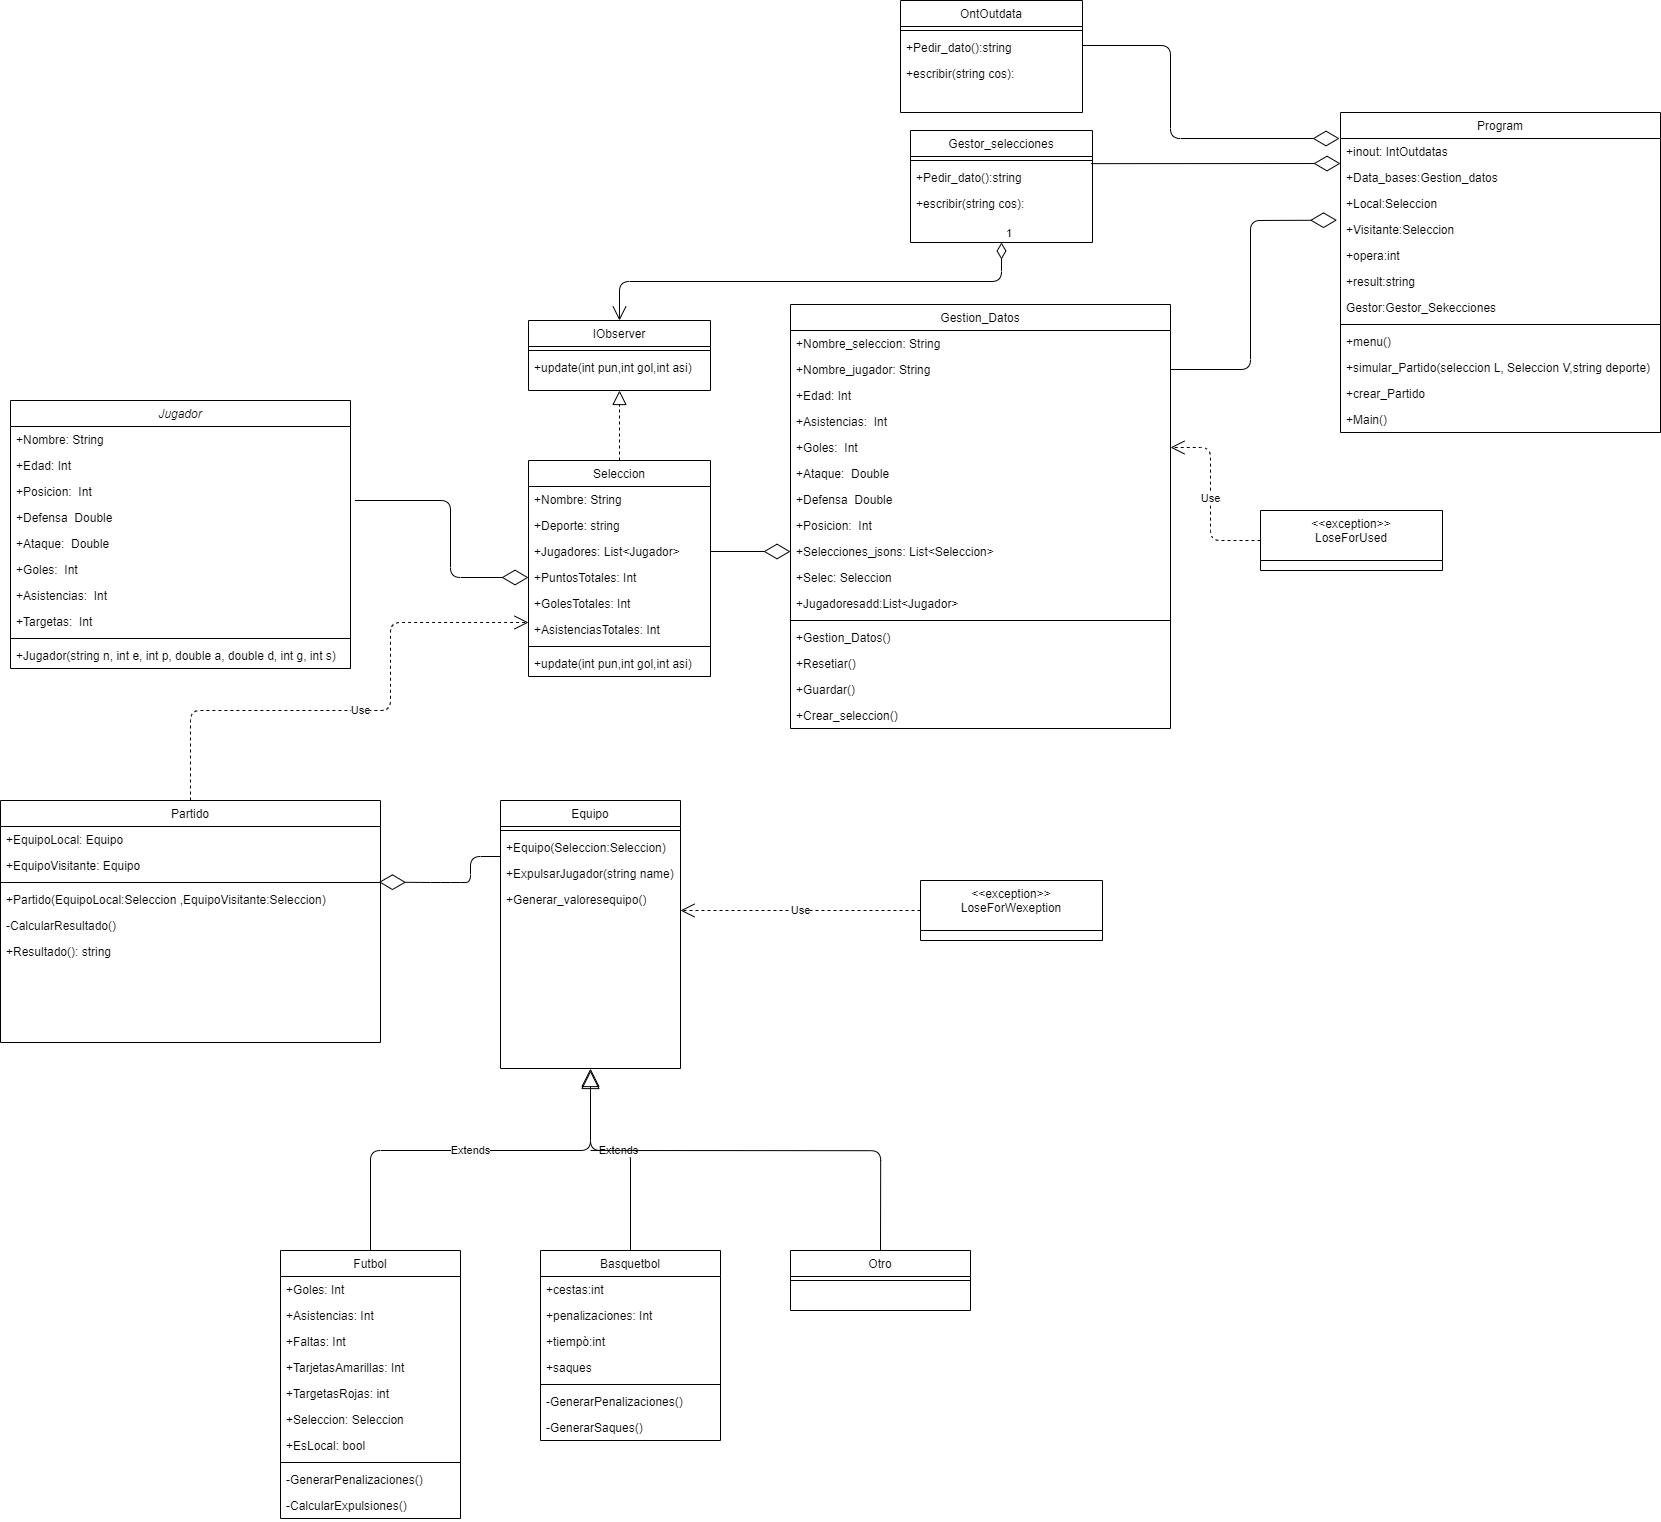 OntOutdata
+Pedir_dato():string
+escribir(string cos):
Gestor_selecciones
+Pedir_dato():string
+escribir(string cos):
1
Program
+inout: IntOutdatas
+Data_bases:Gestion_datos
+Local:Seleccion
+Visitante:Seleccion
+opera:int
+result:string
Gestor:Gestor_Sekecciones
+menu()
+simular_Partido(seleccion L, Seleccion V,string deporte)
+crear_Partido
+Main()
IObserver
+update(int pun,int gol,int asi)
Gestion_Datos
+Nombre_seleccion: String
+Nombre_jugador: String
+Edad: Int
+Asistencias:  Int
+Goles:  Int
+Ataque:  Double
+Defensa  Double
+Posicion:  Int
+Selecciones_jsons: List<Seleccion>
+Selec: Seleccion
+Jugadoresadd:List<Jugador>
+Gestion_Datos()
+Resetiar()
+Guardar()
+Crear_seleccion()
Jugador
+Nombre: String
+Edad: Int
+Posicion:  Int
+Defensa  Double
+Ataque:  Double
+Goles:  Int
+Asistencias:  Int
+Targetas:  Int
+Jugador(string n, int e, int p, double a, double d, int g, int s)
Seleccion
+Nombre: String
+Deporte: string
+Jugadores: List<Jugador>
+PuntosTotales: Int
+GolesTotales: Int
+AsistenciasTotales: Int
+update(int pun,int gol,int asi)
Use
<<exception>>
LoseForUsed
Use
Partido
+EquipoLocal: Equipo
+EquipoVisitante: Equipo
+Partido(EquipoLocal:Seleccion ,EquipoVisitante:Seleccion)
-CalcularResultado()
+Resultado(): string
Equipo
+Equipo(Seleccion:Seleccion)
+ExpulsarJugador(string name)
+Generar_valoresequipo()
Use
<<exception>>
LoseForWexeption
Extends
Extends
Futbol
+Goles: Int
+Asistencias: Int
+Faltas: Int
+TarjetasAmarillas: Int
+TargetasRojas: int
+Seleccion: Seleccion
+EsLocal: bool
-GenerarPenalizaciones()
-CalcularExpulsiones()
Basquetbol
+cestas:int
+penalizaciones: Int
+tiempò:int
+saques
-GenerarPenalizaciones()
-GenerarSaques()
Otro